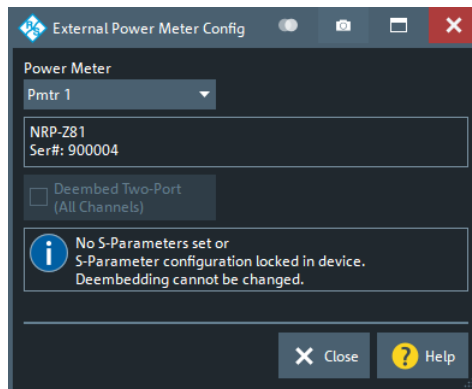 External Power Meter Config
Power Meter
Pmtr 1
NRP-Z81
Ser#: 900004
Deembed Two-Port
(All Channels)
No S-Parameters set or
S-Parameter configuration locked in device.
Deembedding cannot be changed.
Close
Help